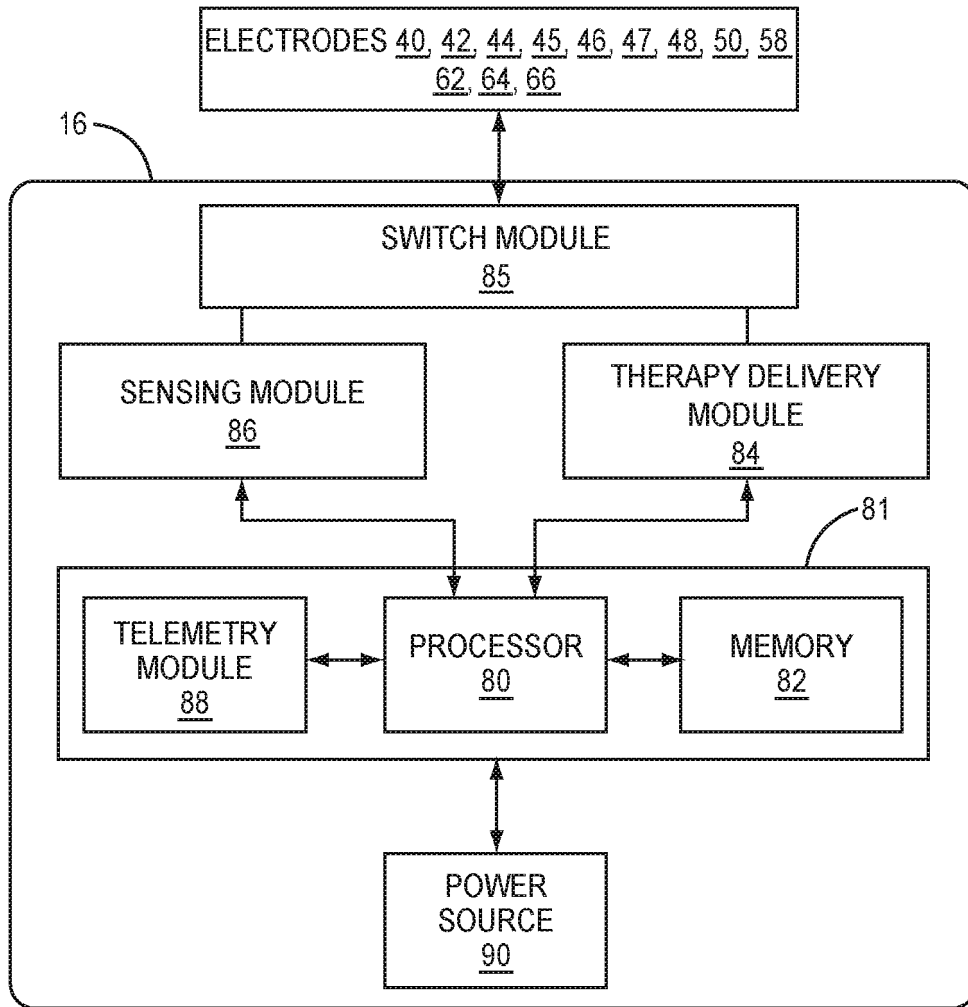 ELECTRODES 40, 42, 44, 45, 46, 47, 48, 50, 58
62, 64, 66
16
SWITCH MODULE
85
SENSING MODULE
86
THERAPY DELIVERY
MODULE
84
81
TELEMETRY
MODULE
88
PROCESSOR
80
MEMORY
82
POWER
SOURCE
90